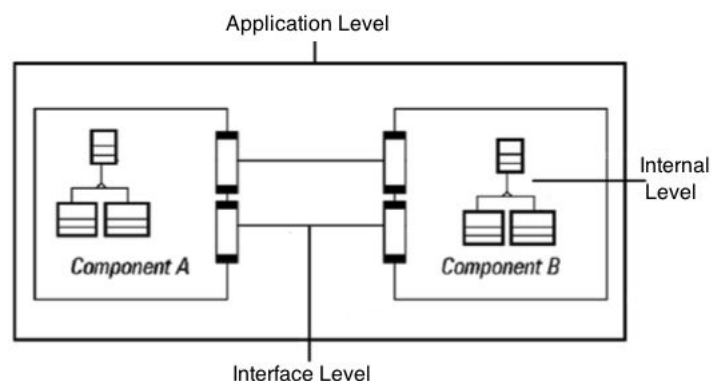 Application Level
Internal
Level
Component A
Component B
Interface Level